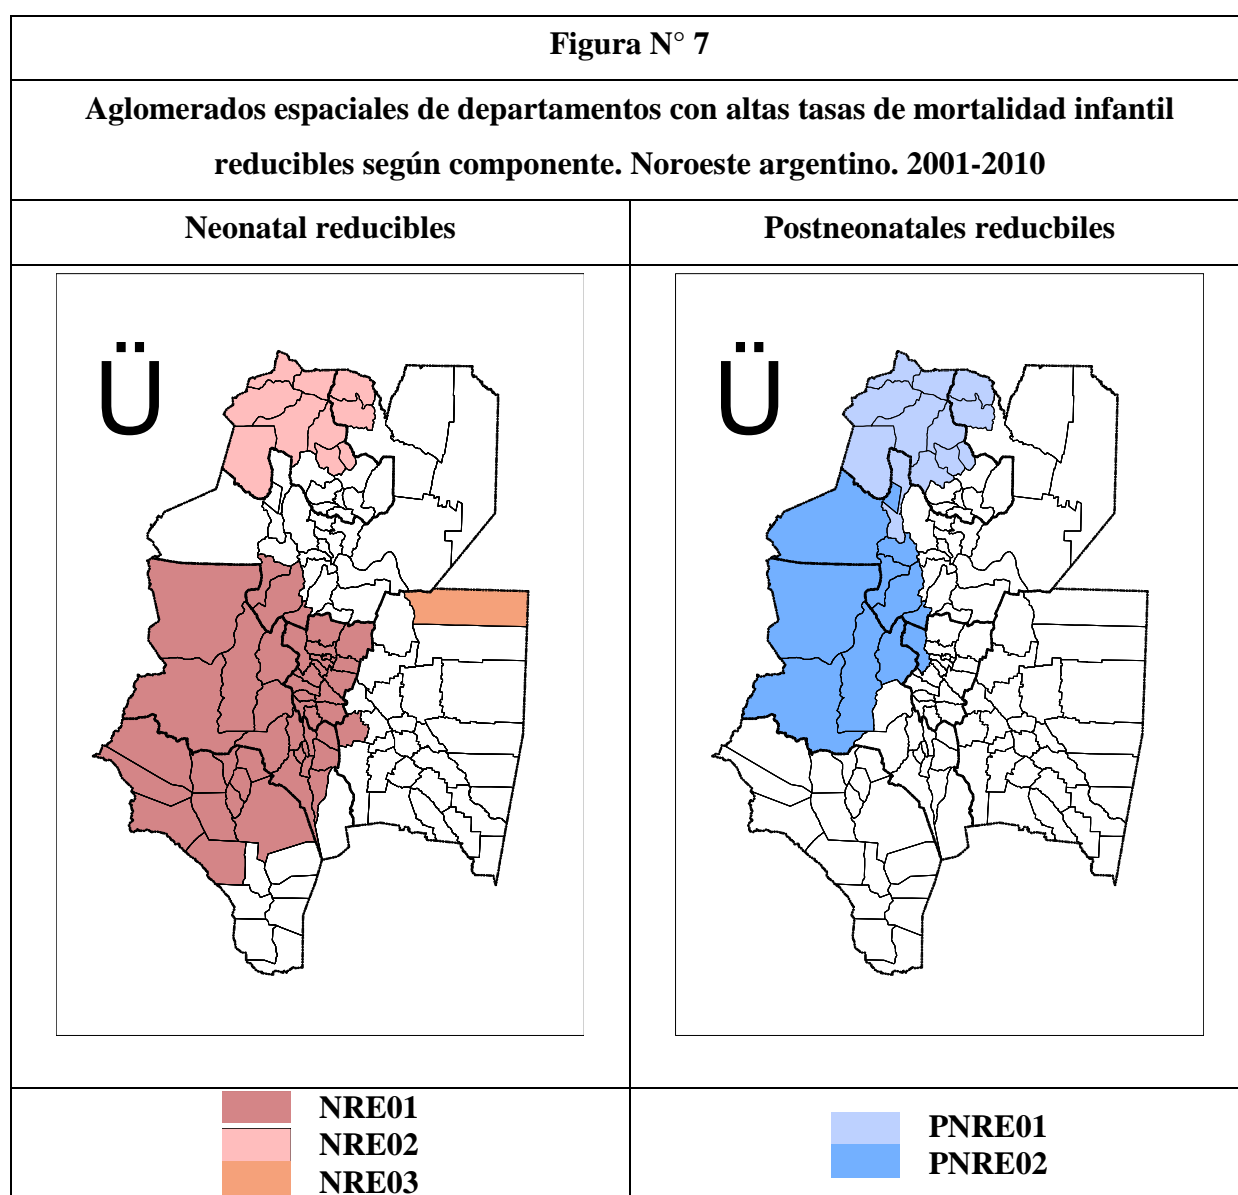 Figura N° 7
Aglomerados espaciales de departamentos con altas tasas de mortalidad infantil
reducibles según componente. Noroeste argentino. 2001-2010
Neonatal reducibles
Postneonatales reducbiles
Ü
Ü
NRE01
NRE02
NRE03
PNRE01
PNRE02